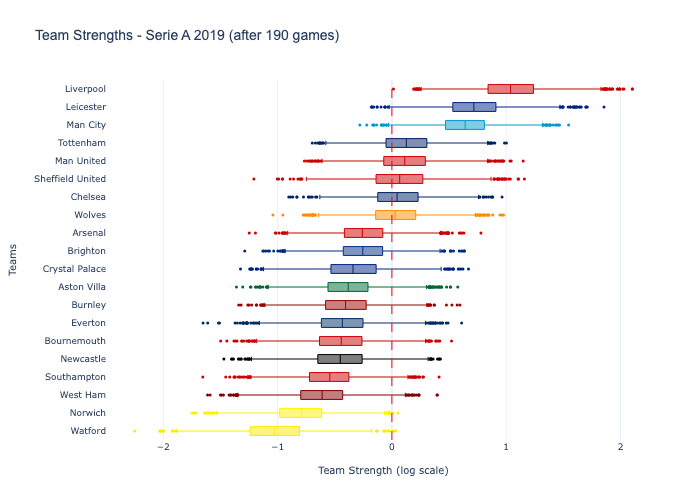 Team Strengths - Serie A 2019 (after 190 games)
Liverpool
Leicester
Man City
Tottenham
Man United
Sheffield United
Chelsea
Wolves
Arsenal
Brighton
Crystal Palace
Aston Villa
Burnley
Everton
Bournemouth
Newcastle
Southampton
West Ham
Norwich
Watford
Teams
−2 −1 0 1 2
Team Strength (log scale)